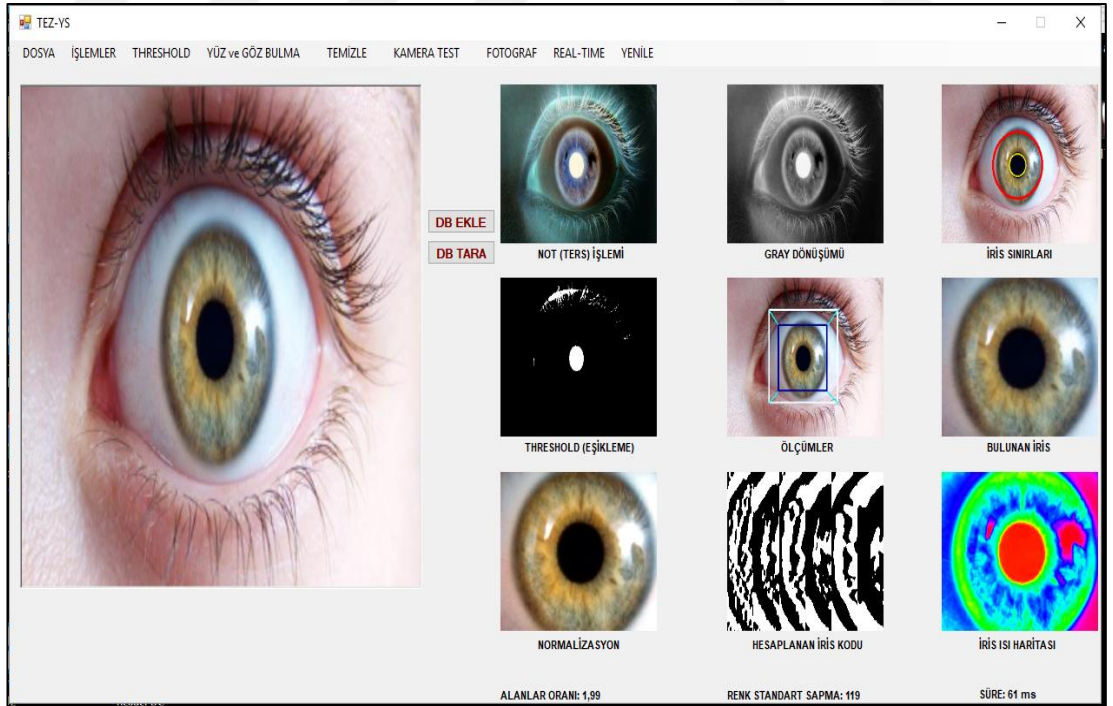 TEZ-YS
DOSYA İŞLEMLER THRESHOLD YÜZ ve GÖZ BULMA TEMİZLE KAMERA TEST FOTOGRAF REAL-TIME YENİLE
DB EKLE
DB TARA
NOT (TERS) İŞLEMİ GRAY DÖNÜŞÜMÜ İRİS SINIRLARI
THRESHOLD (EŞİKLEME) ÖLÇÜMLER BULUNAN İRİS
NORMALİZASYON HESAPLANAN İRİS KODU İRİS ISI HARİTASI
ALANLAR ORANI: 1,99 RENK STANDART SAPMA: 119 SÜRE: 61 ms